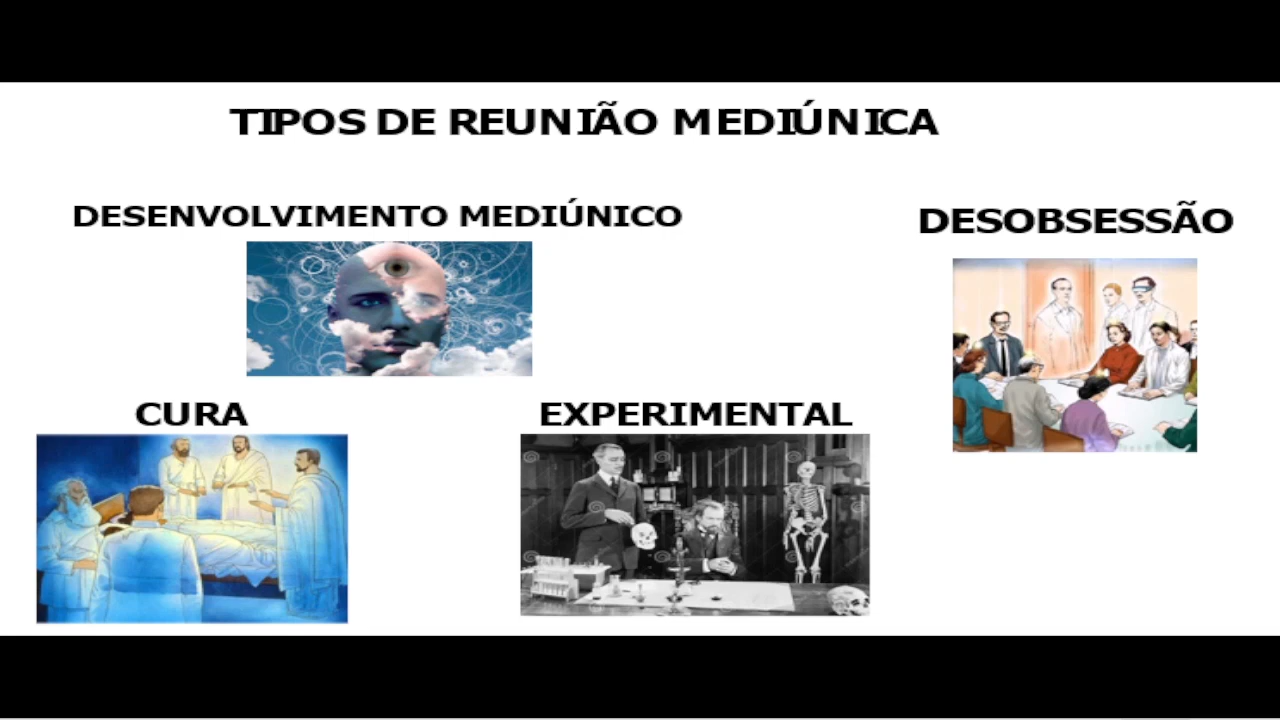 TIPOS DE REUNIÃO MEDIÚNICA
DESENVOLVIMENTO MEDIÚNICO
DESOBSESSÃO
CURA
EXPERIMENTAL